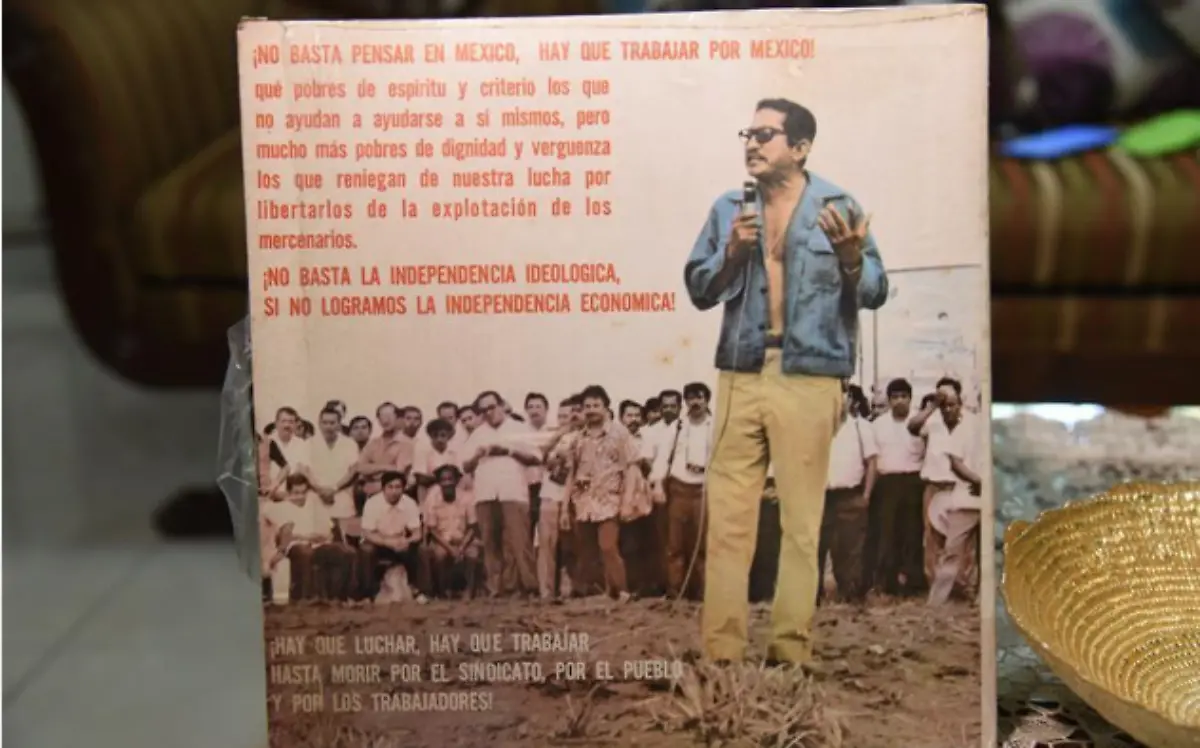 ¡NO BASTA PENSAR EN MEXICO, HAY QUE TRABAJAR POR MEXICO!
qué pobres de espíritu y criterio los que
no ayudan a ayudarse a sí mismos, pero
mucho más pobres de dignidad y verguenza
los que reniegan de nuestra lucha por
libertarlos de la explotación de los
mercenarios.
¡NO BASTA LA INDEPENDENCIA IDEOLOGICA,
SI NO LOGRAMOS LA INDEPENDENCIA ECONOMICA!
¡HAY QUE LUCHAR, HAY QUE TRABAJAR
HASTA MORIR POR EL SINDICATO, POR EL PUEBLO
Y POR LOS TRABAJADORES!